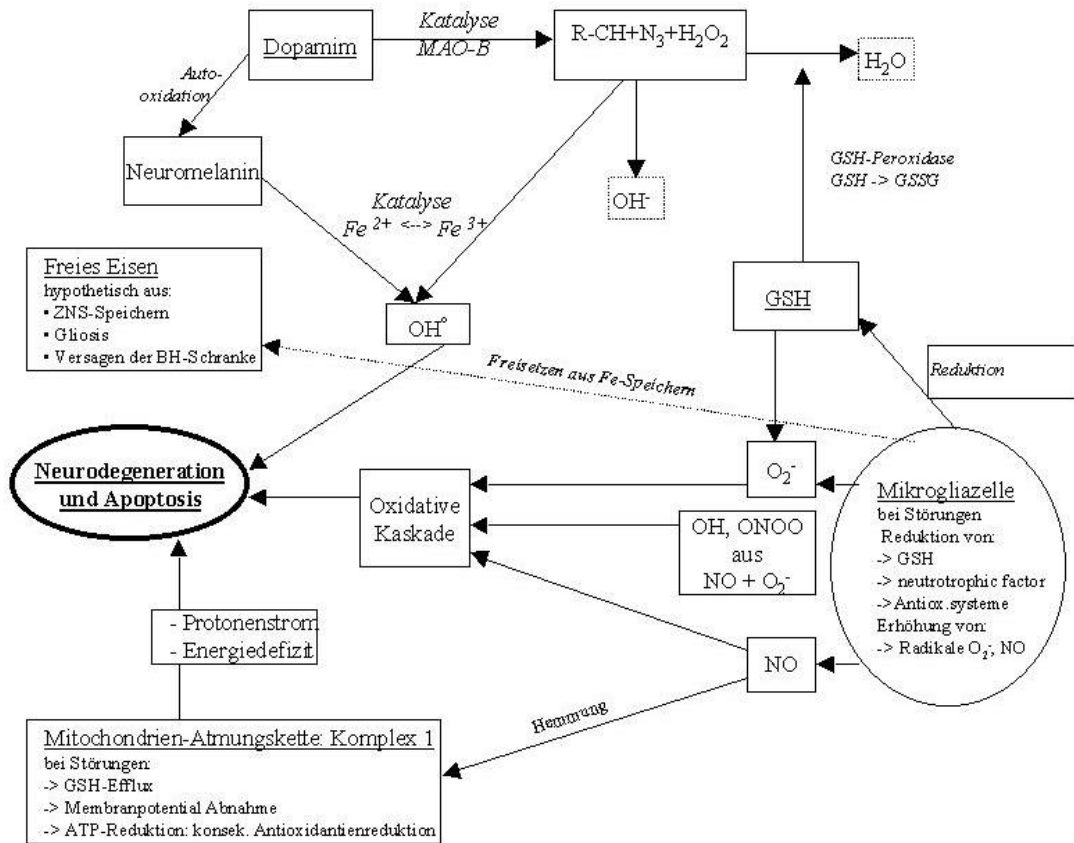 Katalyse
MAO-B
Dopamim
R-CH+N3+H2O2
H2O
Auto-
oxidation
Neuromelanin
OH-
GSH-Peroxidase
GSH -> GSSG
Katalyse
Fe 2+ <--> Fe 3+
Freies Eisen
hypothetisch aus:
▪ ZNS-Speichern
▪ Gliosis
▪ Versagen der BH-Schranke
OH°
GSH
Freisetzen aus Fe-Speichern
Reduktion
Neurodegeneration
und Apoptosis
Oxidative
Kaskade
O2-
OH, ONOO
aus
NO + O2-
Mikrogliazelle
bei Störungen
Reduktion von:
-> GSH
-> neutrotrophic factor
->Antiox.systeme
Erhöhung von:
-> Radikale O2-, NO
- Protonenstrom
- Energiedefizit
NO
Hemmung
Mitochondrien-Atmungskette: Komplex 1
bei Störungen:
-> GSH-Efflux
-> Membranpotential Abnahme
-> ATP-Reduktion: konsek. Antioxidantienreduktion